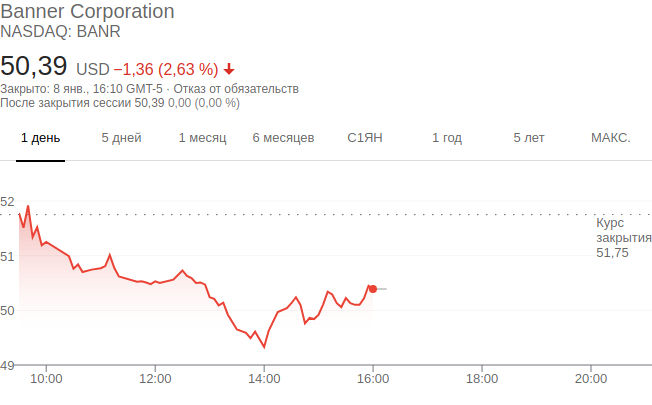 Banner Corporation
NASDAQ: BANR
50,39 USD −1,36 (2,63 %)
Закрыто: 8 янв., 16:10 GMT-5 · Отказ от обязательств
После закрытия сессии 50,39 0,00 (0,00 %)
1 день 5 дней 1 месяц 6 месяцев С1ЯН 1 год 5 лет МАКС.
52
Курс
закрытия
51,75
51
50
49
10:00 12:00 14:00 16:00 18:00 20:00